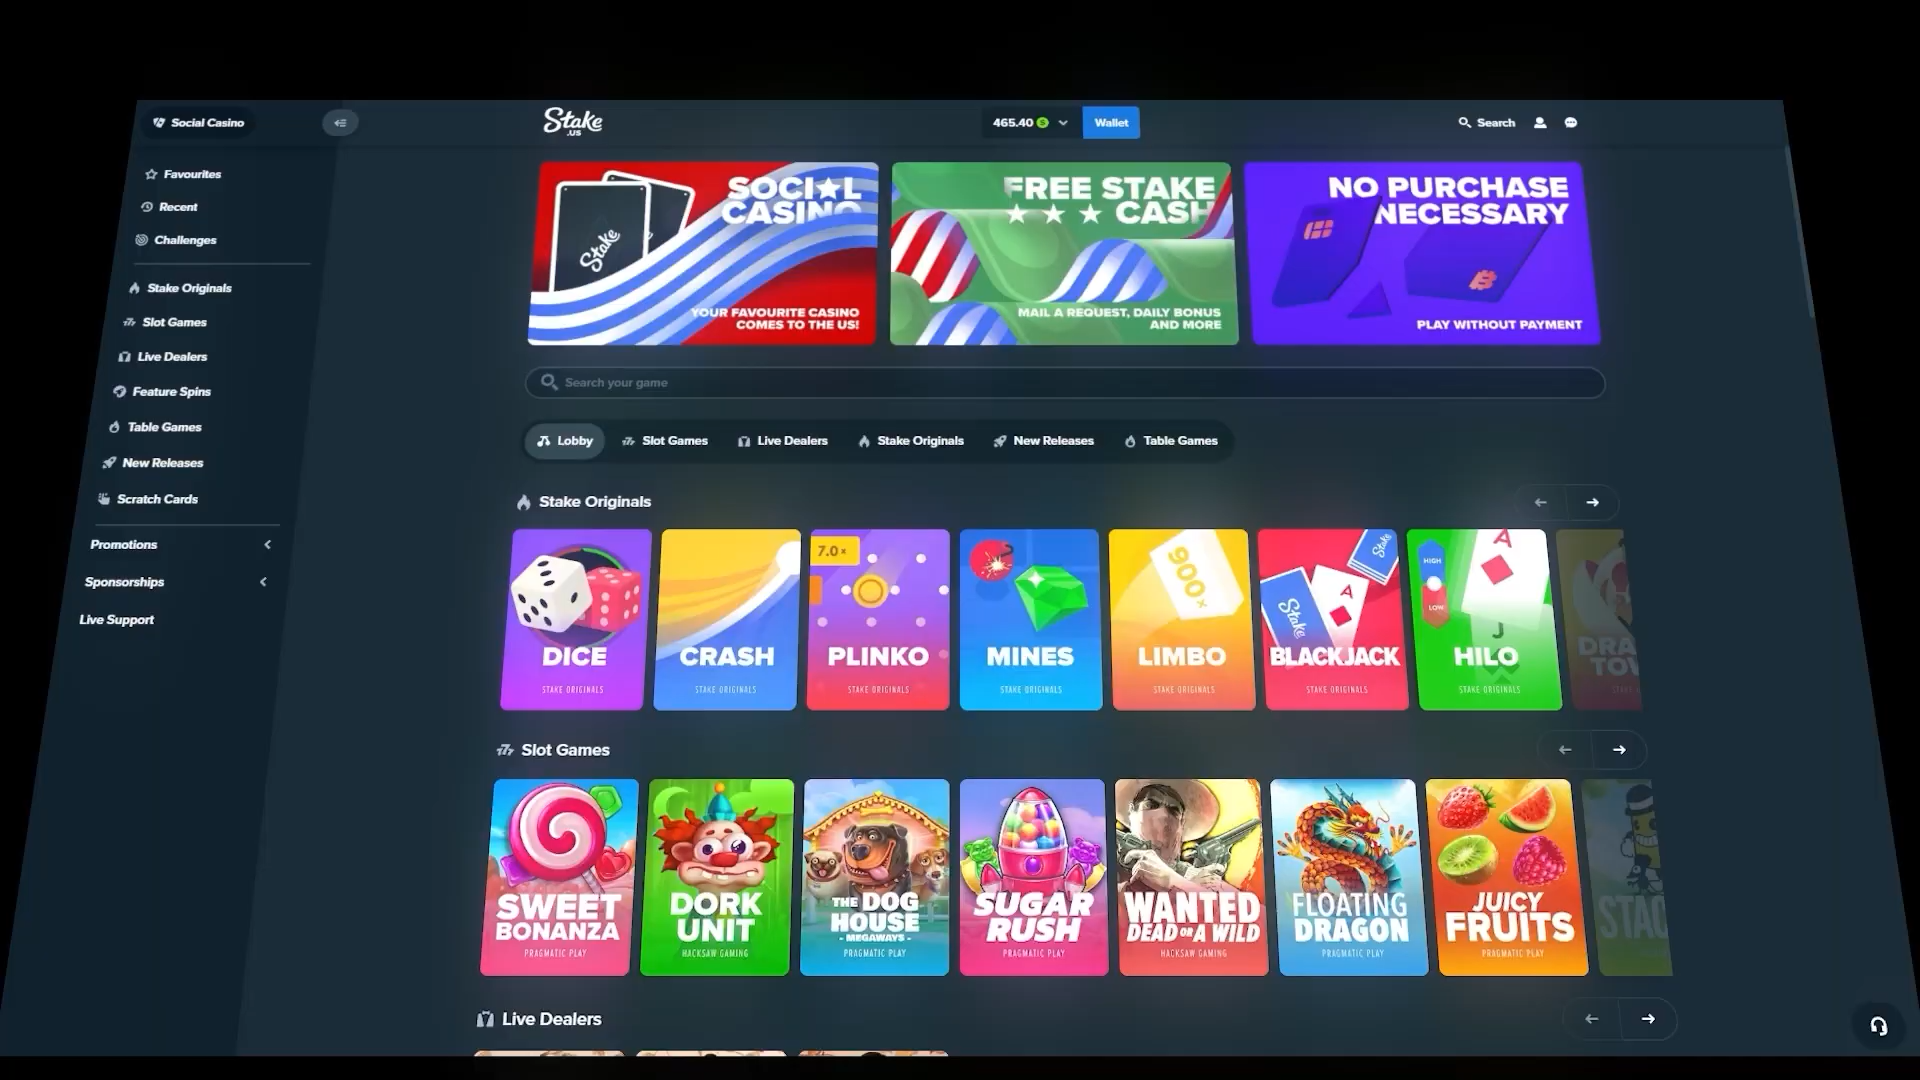 Social Casino
Stake
.US
465.40
Wallet
Search
Favourites
Recent
Challenges
Stake Originals
Slot Games
Live Dealers
Feature Spins
Table Games
New Releases
Scratch Cards
Promotions
Sponsorships
Live Support
SOCIAL
CASINO
Stake
YOUR FAVOURITE CASINO
COMES TO THE US!
FREE STAKE
CASH
MAIL A REQUEST, DAILY BONUS
AND MORE
NO PURCHASE
NECESSARY
PLAY WITHOUT PAYMENT
Search your game
Lobby
Slot Games
Live Dealers
Stake Originals
New Releases
Table Games
Stake Originals
DICE
STAKE ORIGINALS
CRASH
STAKE ORIGINALS
7.0×
PLINKO
STAKE ORIGINALS
MINES
STAKE ORIGINALS
900×
LIMBO
STAKE ORIGINALS
Stake
A
Stake
BLACKJACK
STAKE ORIGINALS
HIGH
LOW
A
J
HILO
STAKE ORIGINALS
DRA
TOW
Slot Games
SWEET
BONANZA
PRAGMATIC PLAY
DORK
UNIT
HACKSAW GAMING
THE DOG
HOUSE
- MEGAWAYS -
PRAGMATIC PLAY
SUGAR
RUSH
PRAGMATIC PLAY
WANTED
DEAD OR A WILD
HACKSAW GAMING
FLOATING
DRAGON
PRAGMATIC PLAY
JUICY
FRUITS
PRAGMATIC PLAY
STAC
Live Dealers